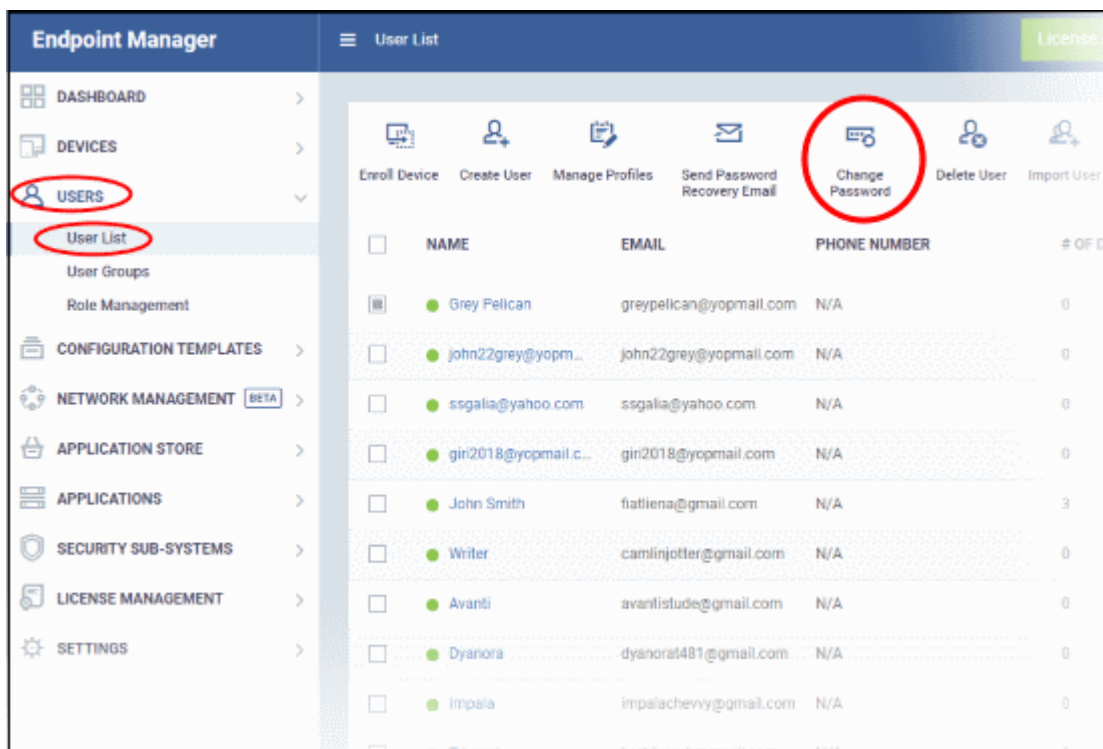 Endpoint Manager
User List
License
DASHBOARD
DEVICES
USERS
User List
User Groups
Role Management
CONFIGURATION TEMPLATES
NETWORK MANAGEMENT BETA
APPLICATION STORE
APPLICATIONS
SECURITY SUB-SYSTEMS
LICENSE MANAGEMENT
SETTINGS
Enroll Device
Create User
Manage Profiles
Send Password
Recovery Email
Change
Password
Delete User
Import User
NAME EMAIL PHONE NUMBER # OF D
Grey Pelican greypelican@yopmail.com N/A 0
john22grey@yopm... john22grey@yopmail.com N/A 0
ssgalia@yahoo.com ssgalia@yahoo.com N/A 0
giri2018@yopmail.c... giri2018@yopmail.com N/A 0
John Smith fiatliena@gmail.com N/A 3
Writer camlinjotter@gmail.com N/A 0
Avanti avantistude@gmail.com N/A 0
Dyanora dyanorat481@gmail.com N/A 0
Impala impalachevvy@gmail.com N/A 0